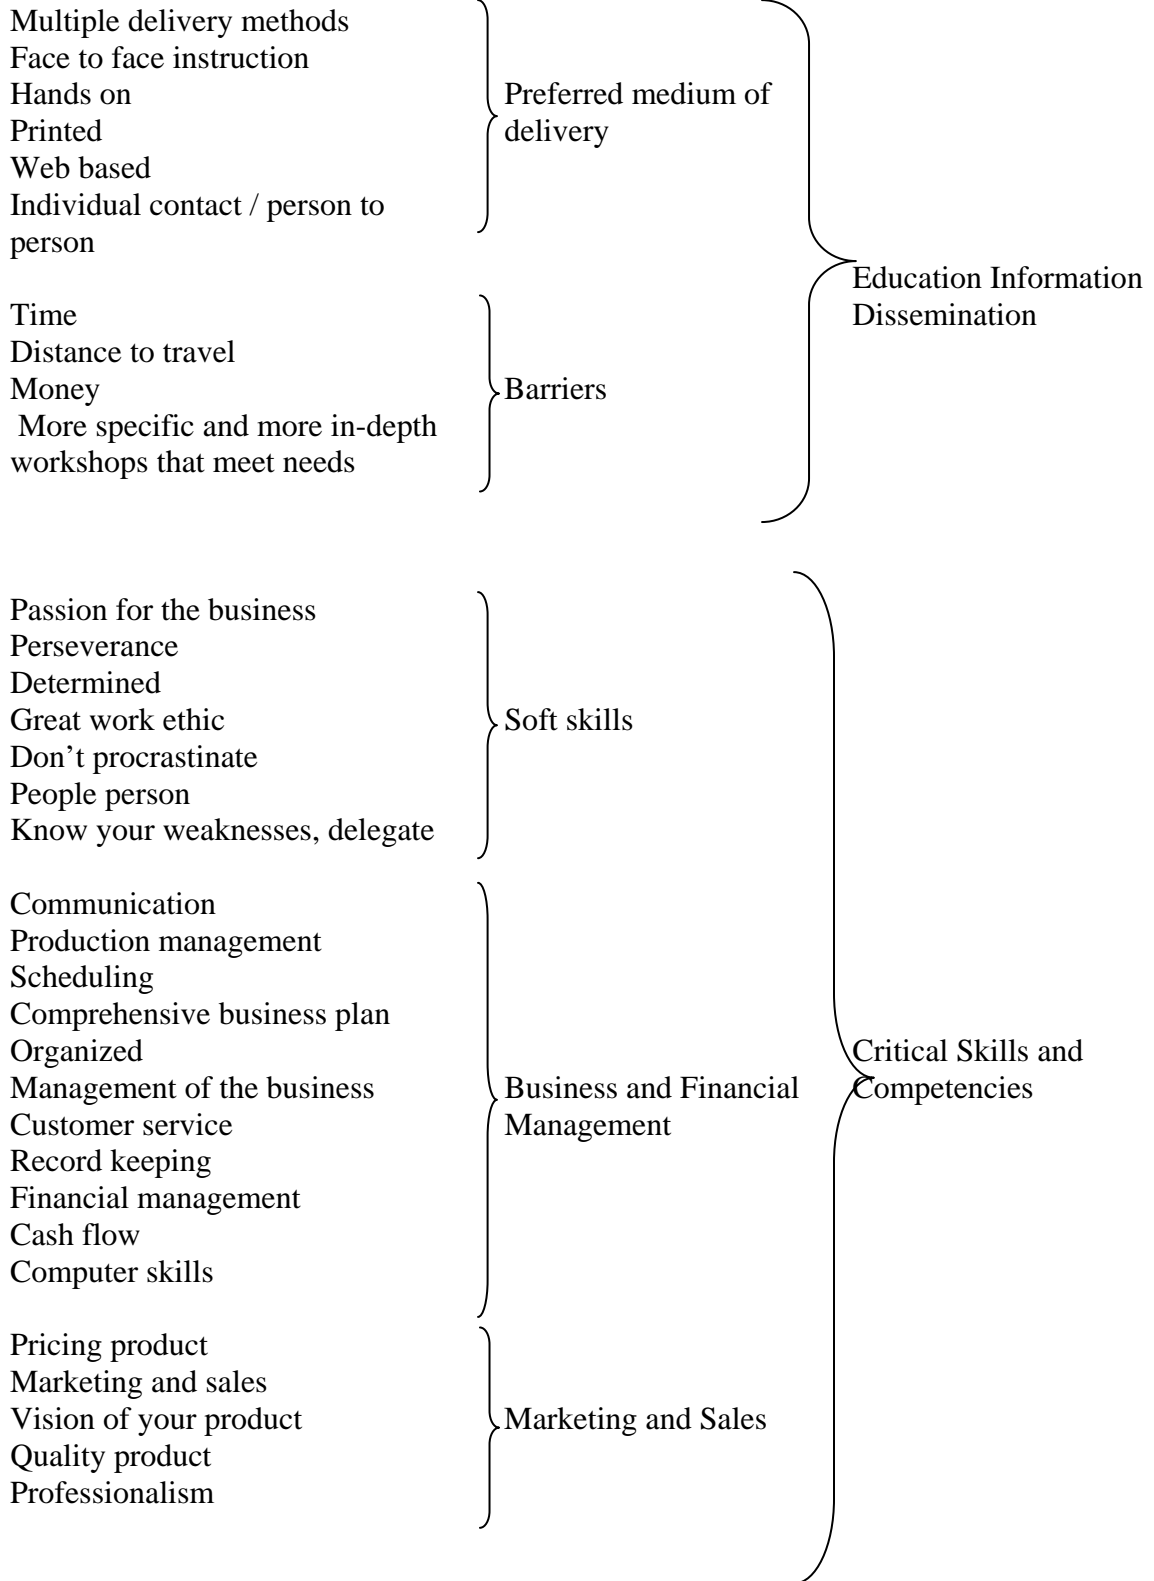 Multiple delivery methods
Face to face instruction
Hands on
Printed
Web based
Individual contact / person to
person
Preferred medium of
delivery
Time
Distance to travel
Money
More specific and more in-depth
workshops that meet needs
Barriers
Education Information
Dissemination
Passion for the business
Perseverance
Determined
Great work ethic
Don’t procrastinate
People person
Know your weaknesses, delegate
Soft skills
Communication
Production management
Scheduling
Comprehensive business plan
Organized
Management of the business
Customer service
Record keeping
Financial management
Cash flow
Computer skills
Business and Financial
Management
Pricing product
Marketing and sales
Vision of your product
Quality product
Professionalism
Marketing and Sales
Critical Skills and
Competencies